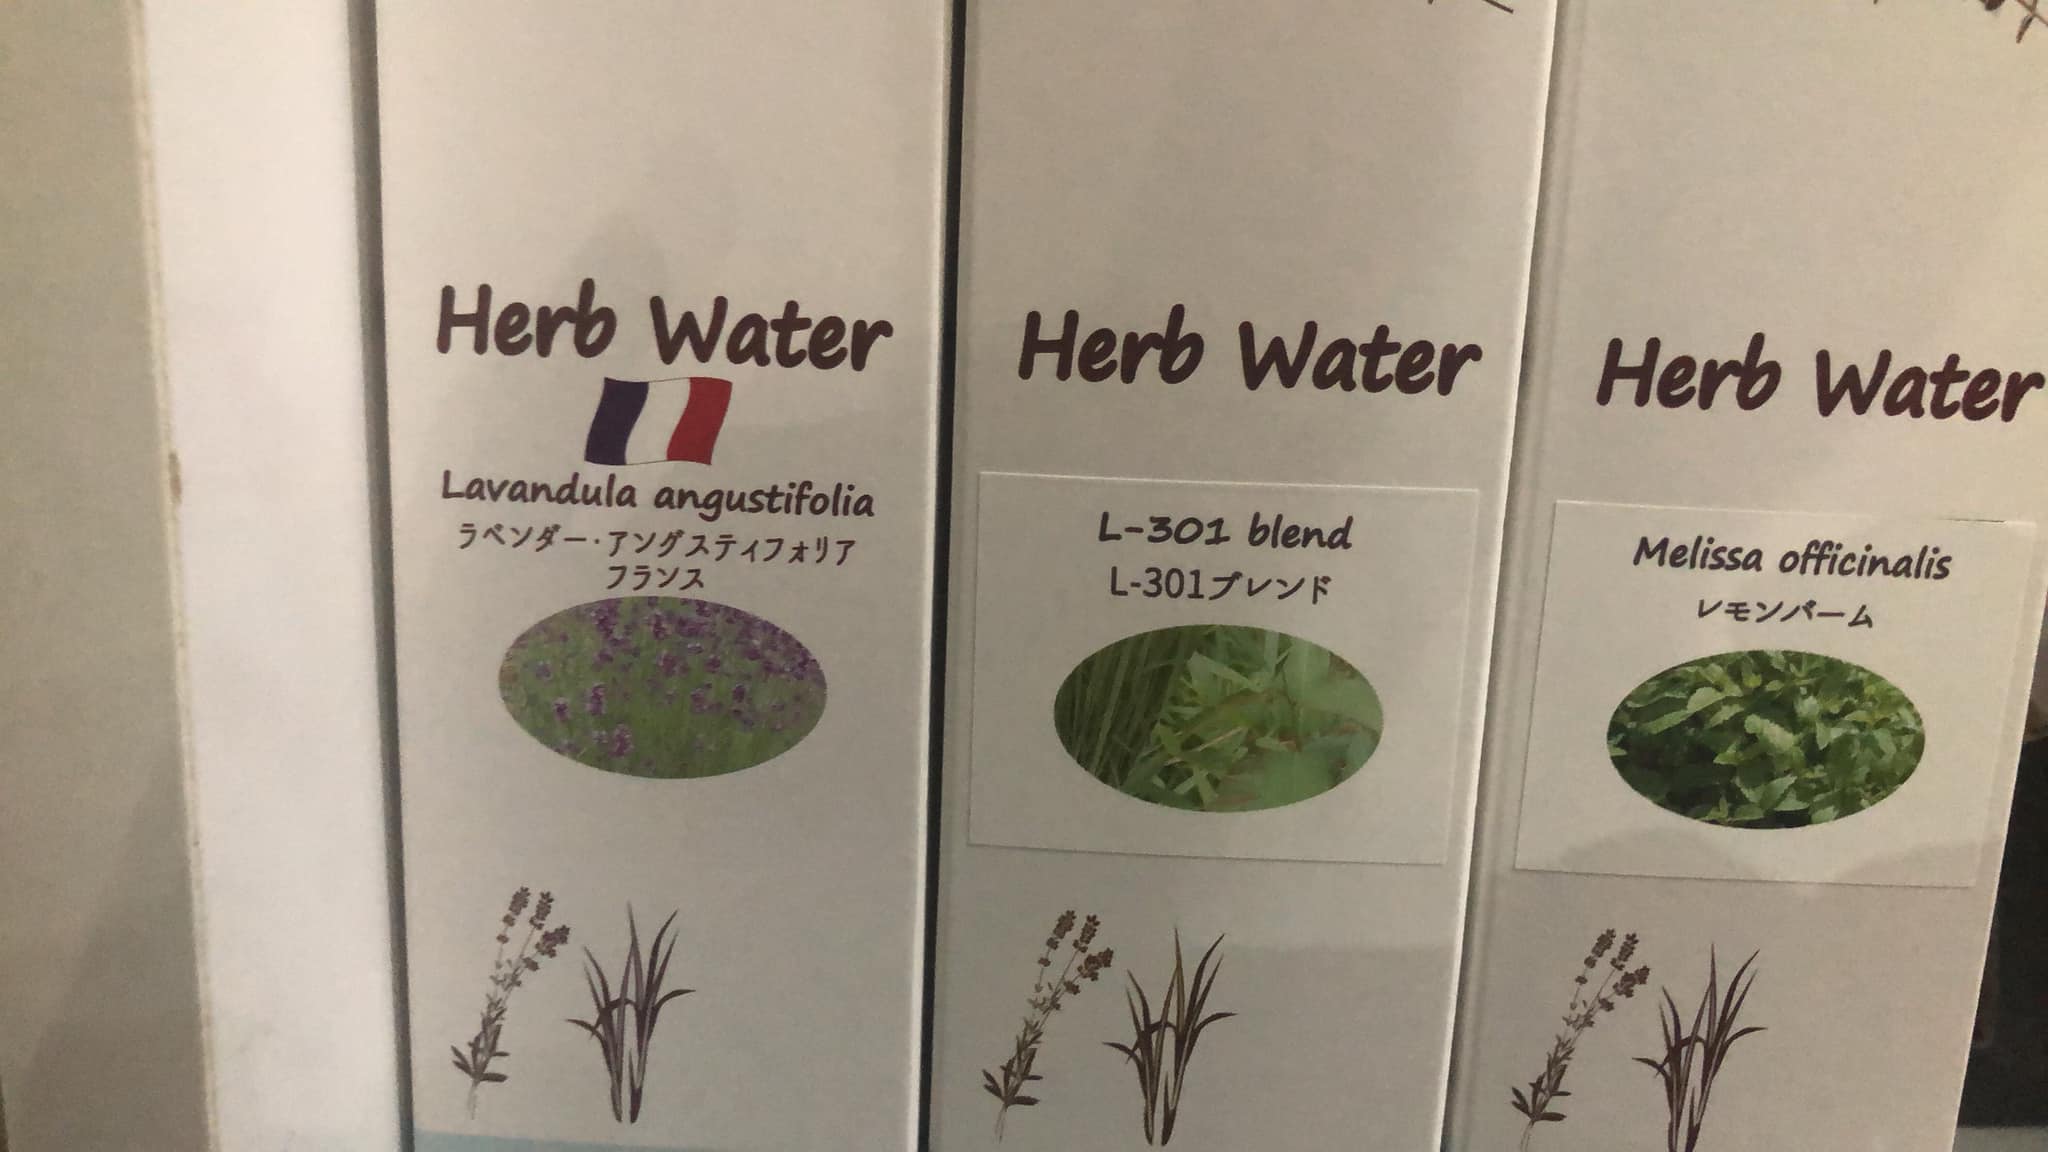 Herb Water
Lavandula angustifolia
ラベンダー・アングスティフォリア
フランス
Herb Water
L-301 blend
L-301ブレンド
Herb Water
Melissa officinalis
レモンバーム